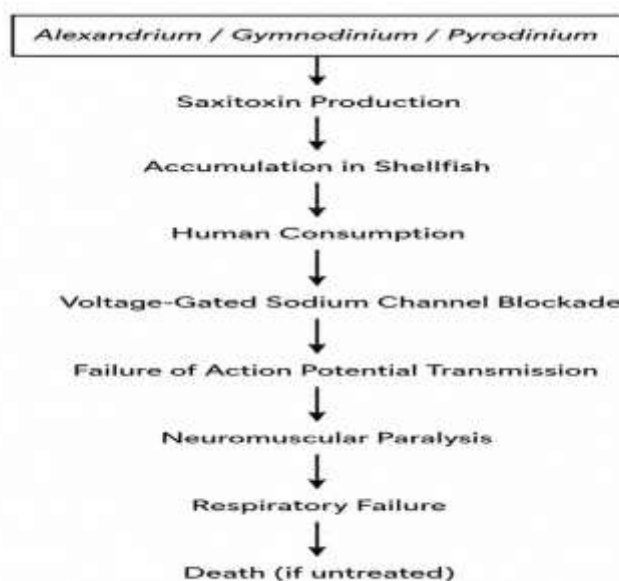 Alexandrium / Gymnodinium / Pyrodinium
Saxitoxin Production
Accumulation in Shellfish
Human Consumption
Voltage-Gated Sodium Channel Blockade
Failure of Action Potential Transmission
Neuromuscular Paralysis
Respiratory Failure
Death (if untreated)